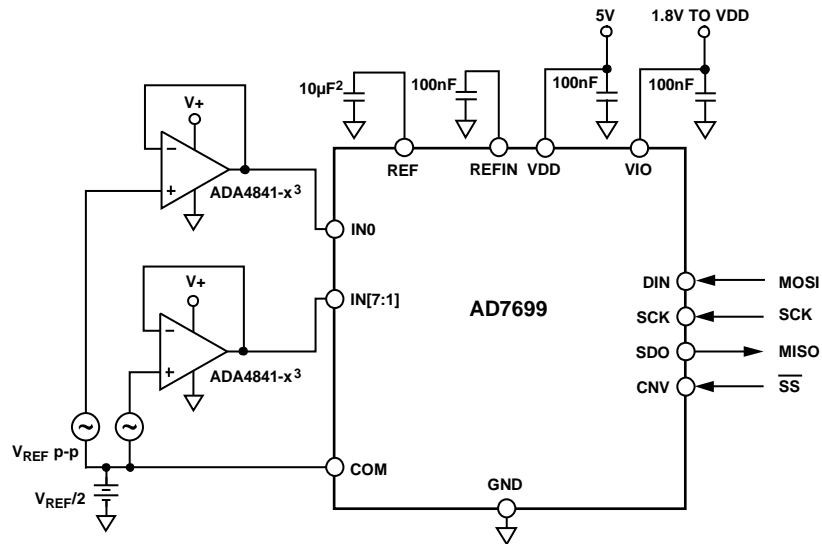 5V
1.8V TO VDD
10µF²
100nF
100nF
100nF
V+
–
+
ADA4841-x³
REF
REFIN
VDD
VIO
IN0
V+
–
+
ADA4841-x³
IN[7:1]
AD7699
DIN
MOSI
SCK
SCK
SDO
MISO
CNV
SS
VREF p-p
COM
VREF/2
GND